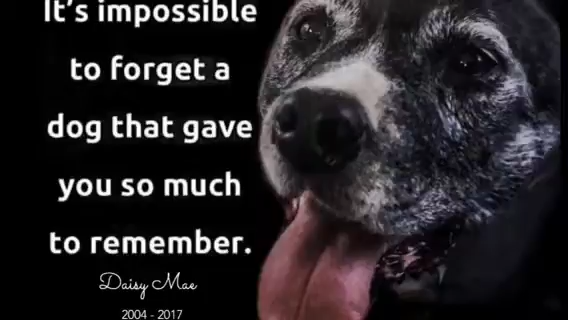 It's impossible
to forget a
dog that gave
you so much
to remember.
Daisy Mae
2004 - 2017